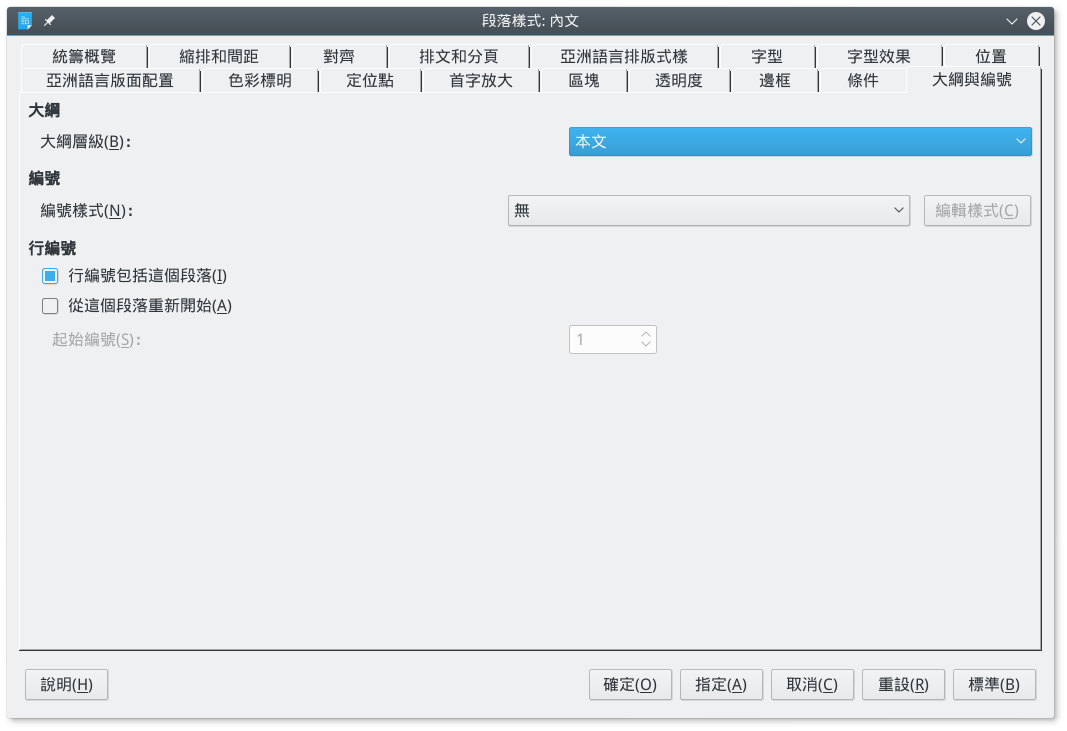 段落樣式: 內文
統籌概覽 縮排和間距 對齊 排文和分頁 亞洲語言排版式樣 字型 字型效果 位置
亞洲語言版面配置 色彩標明 定位點 首字放大 區塊 透明度 邊框 條件 大綱與編號
大綱
大綱層級(B): 本文
編號
編號樣式(N): 無 編輯樣式(C)
行編號
行編號包括這個段落(I)
從這個段落重新開始(A)
起始編號(S): 1
說明(H) 確定(O) 指定(A) 取消(C) 重設(R) 標準(B)